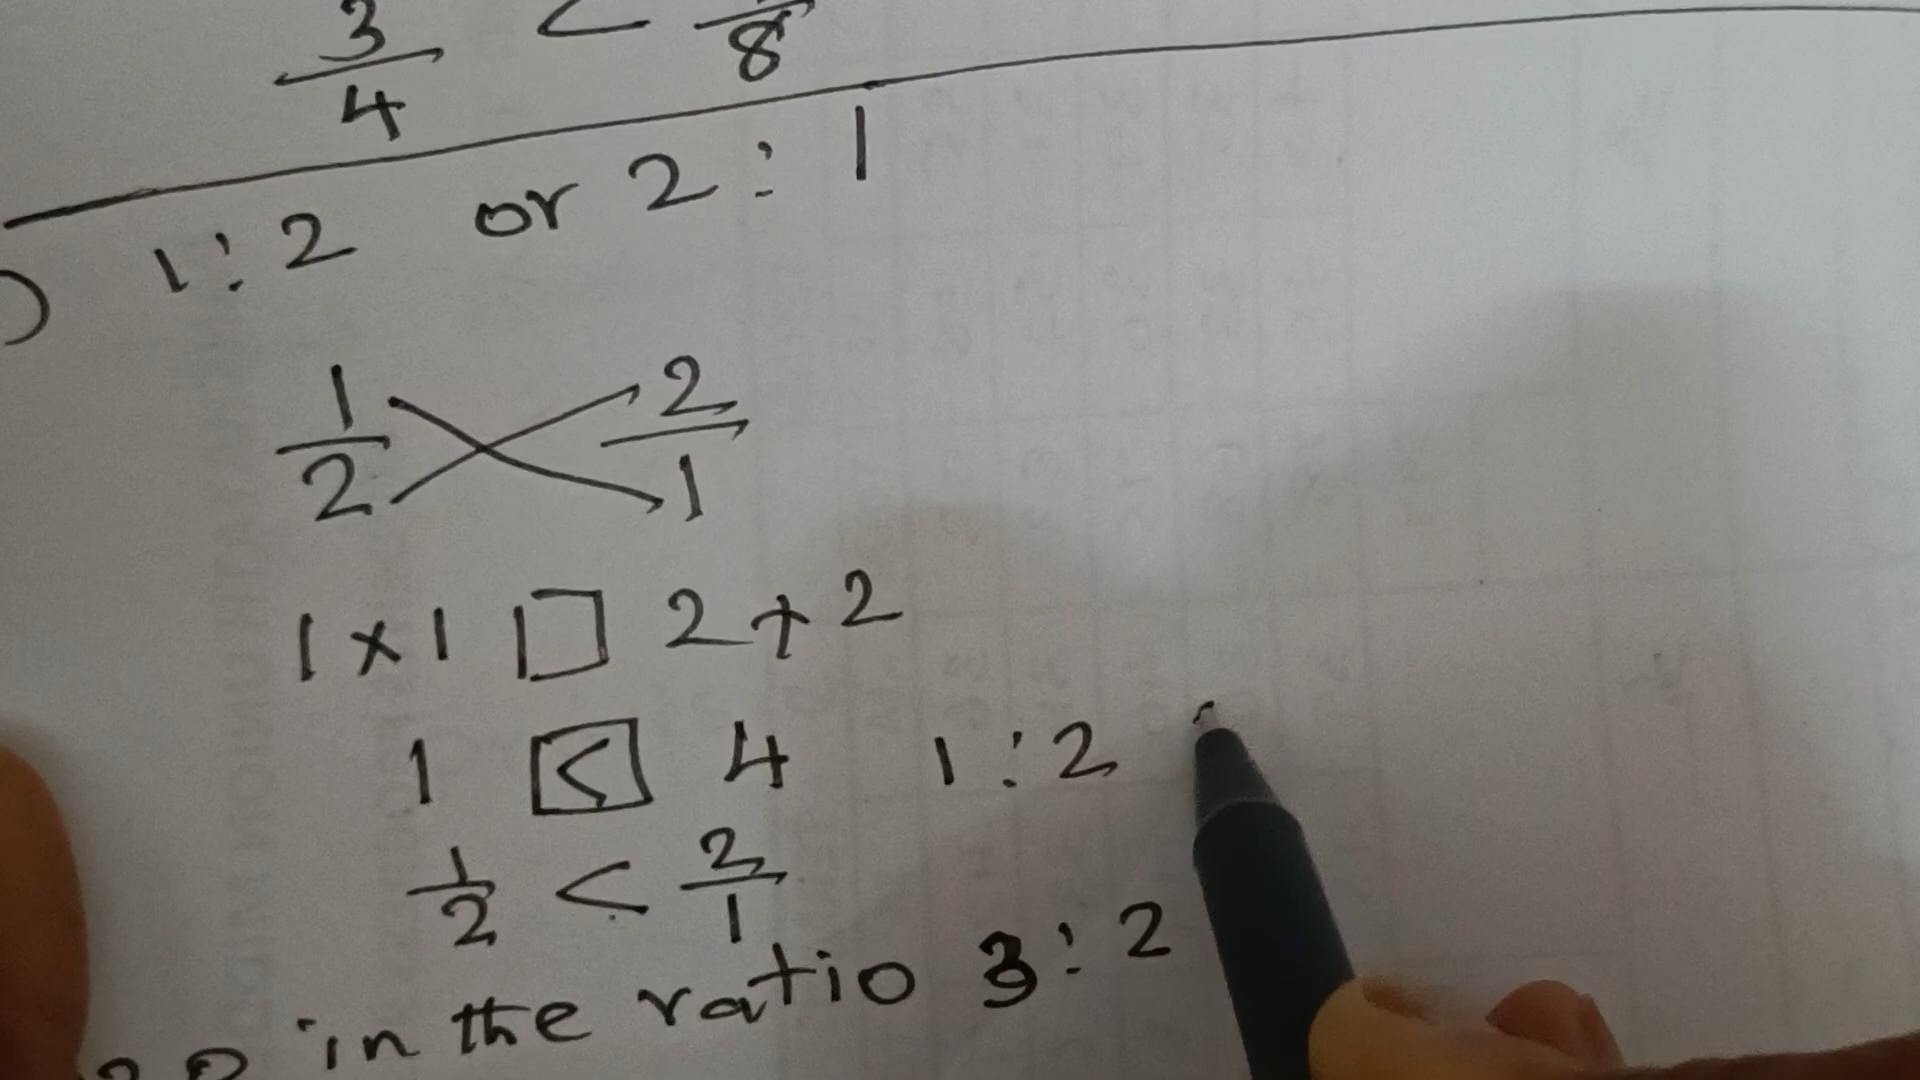 3/4 < /8
) 1:2 or 2:1
1/2 2/1
1×1 □ 2+2
1 < 4 1:2
1/2 < 2/1
in the ratio 3:2